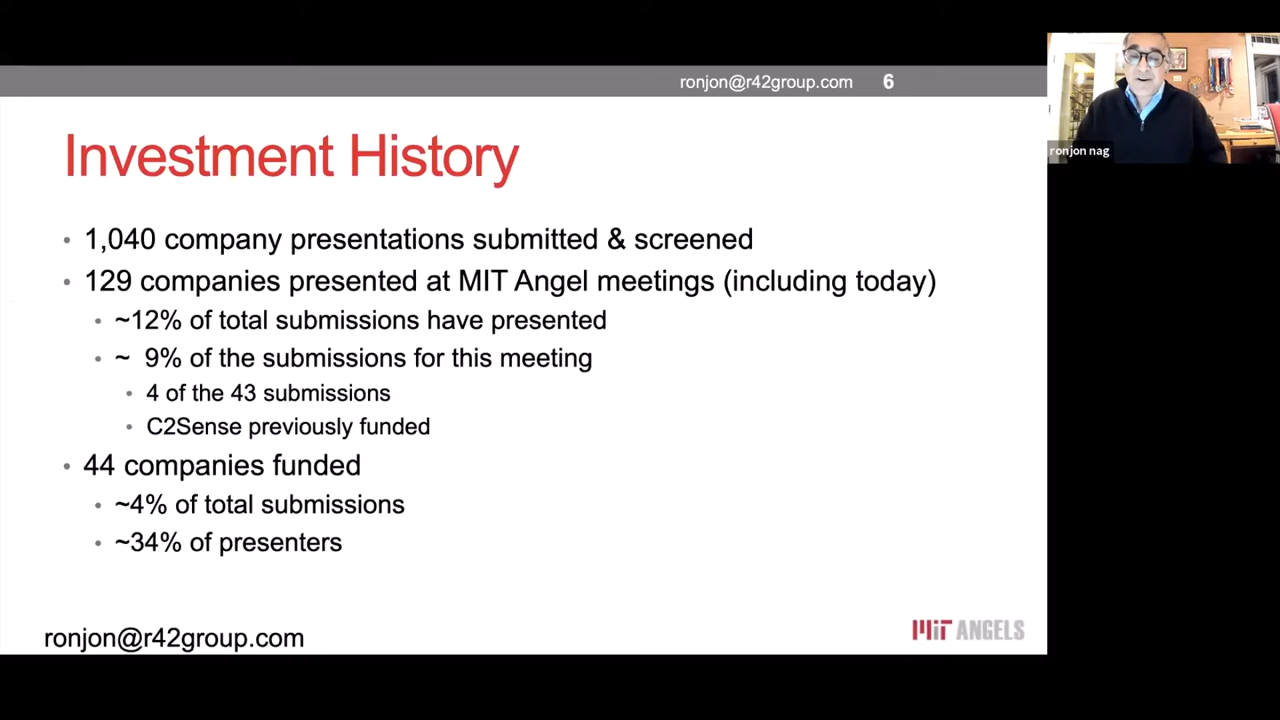 ronjon@r42group.com 6
ronjon nag
Investment History
• 1,040 company presentations submitted & screened
• 129 companies presented at MIT Angel meetings (including today)
• ~12% of total submissions have presented
• ~ 9% of the submissions for this meeting
• 4 of the 43 submissions
• C2Sense previously funded
• 44 companies funded
• ~4% of total submissions
• ~34% of presenters
ronjon@r42group.com
MIT ANGELS